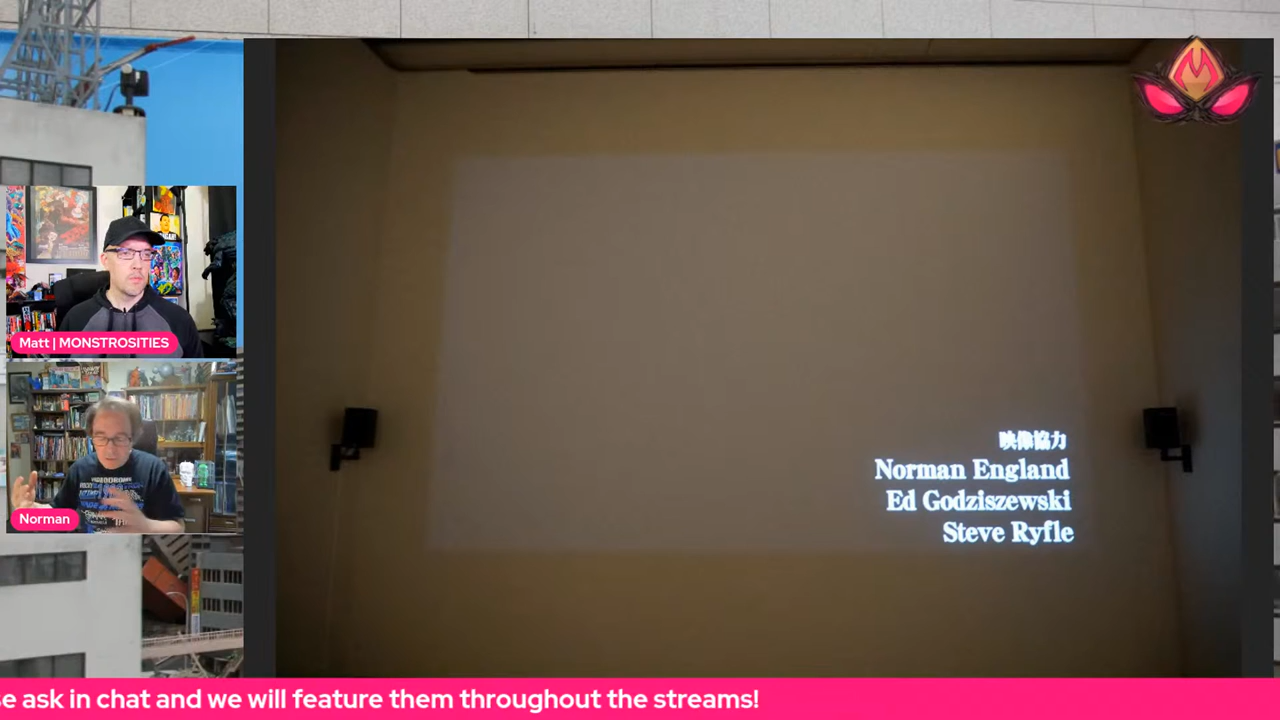 Matt | MONSTROSITIES
Norman
映像協力
Norman England
Ed Godziszewski
Steve Ryfle
se ask in chat and we will feature them throughout the streams!